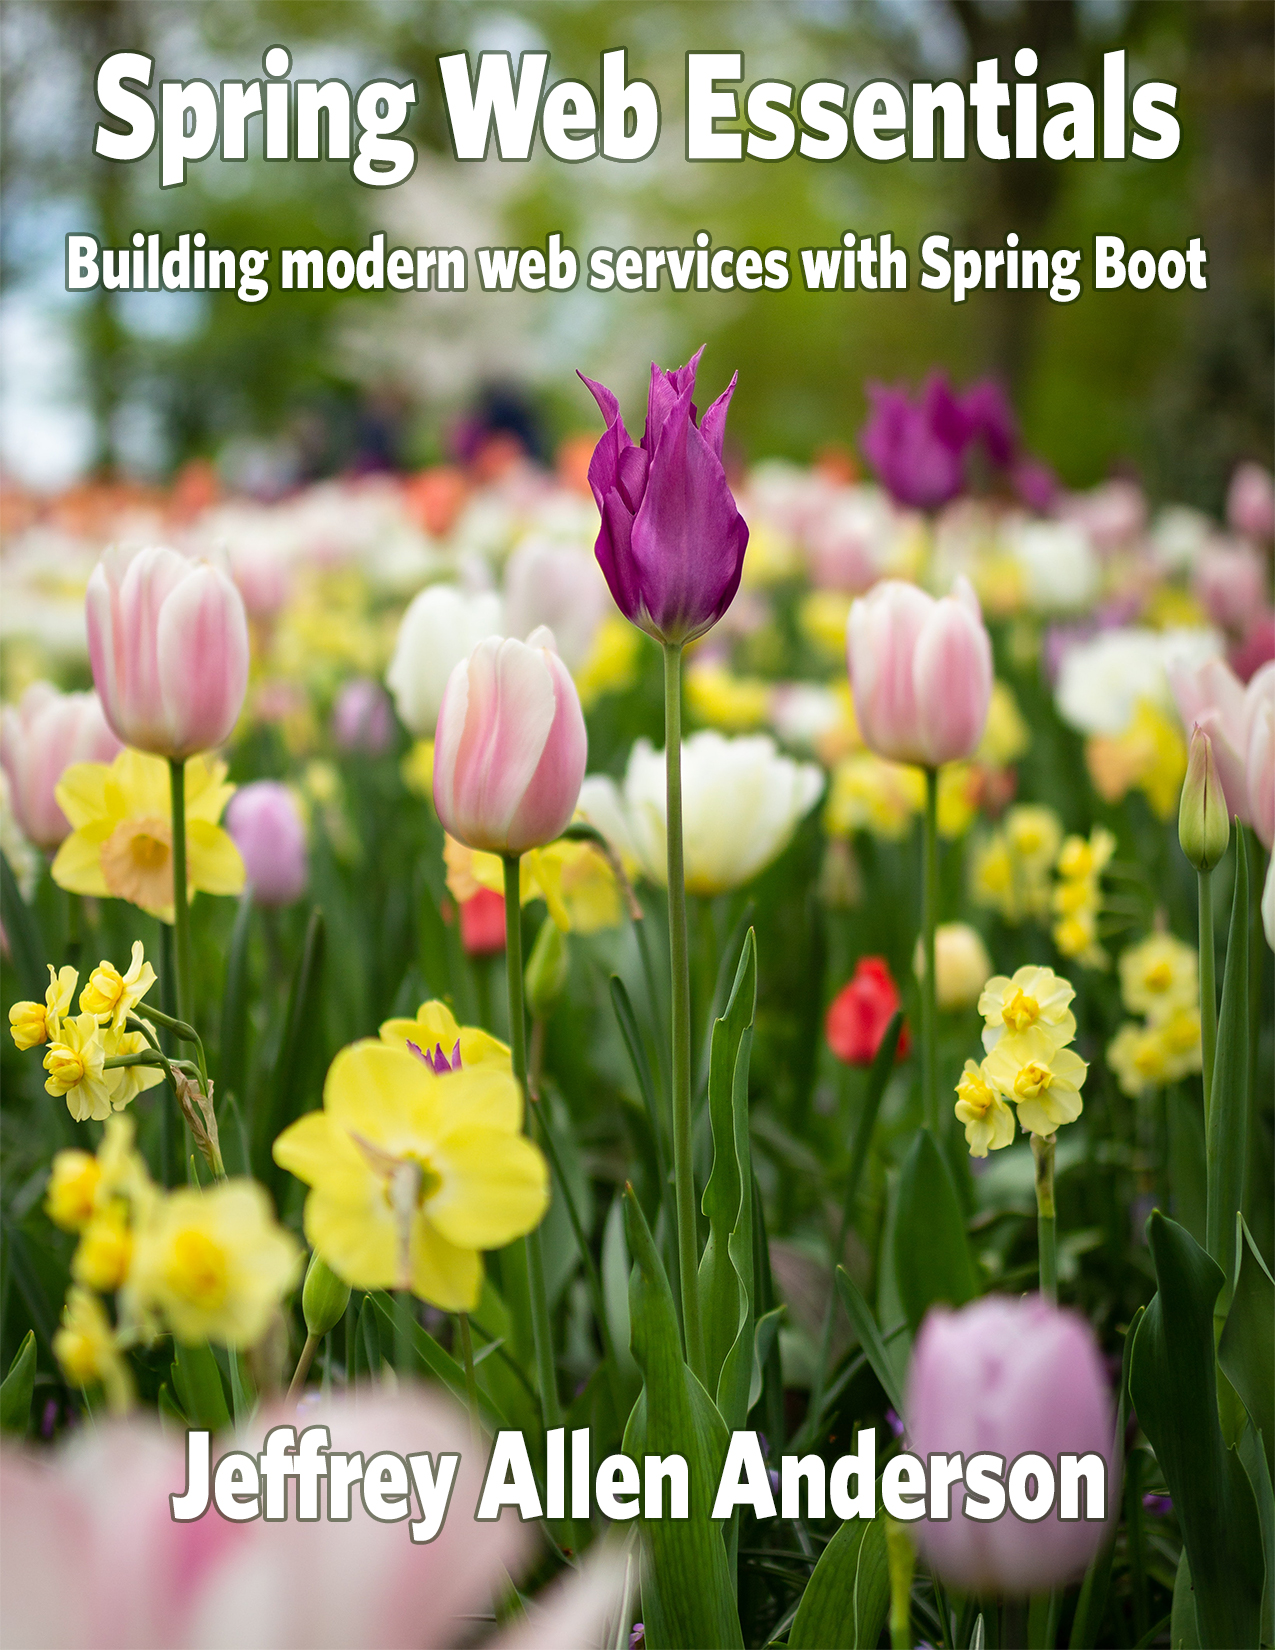 Spring Web Essentials
Building modern web services with Spring Boot
Jeffrey Allen Anderson